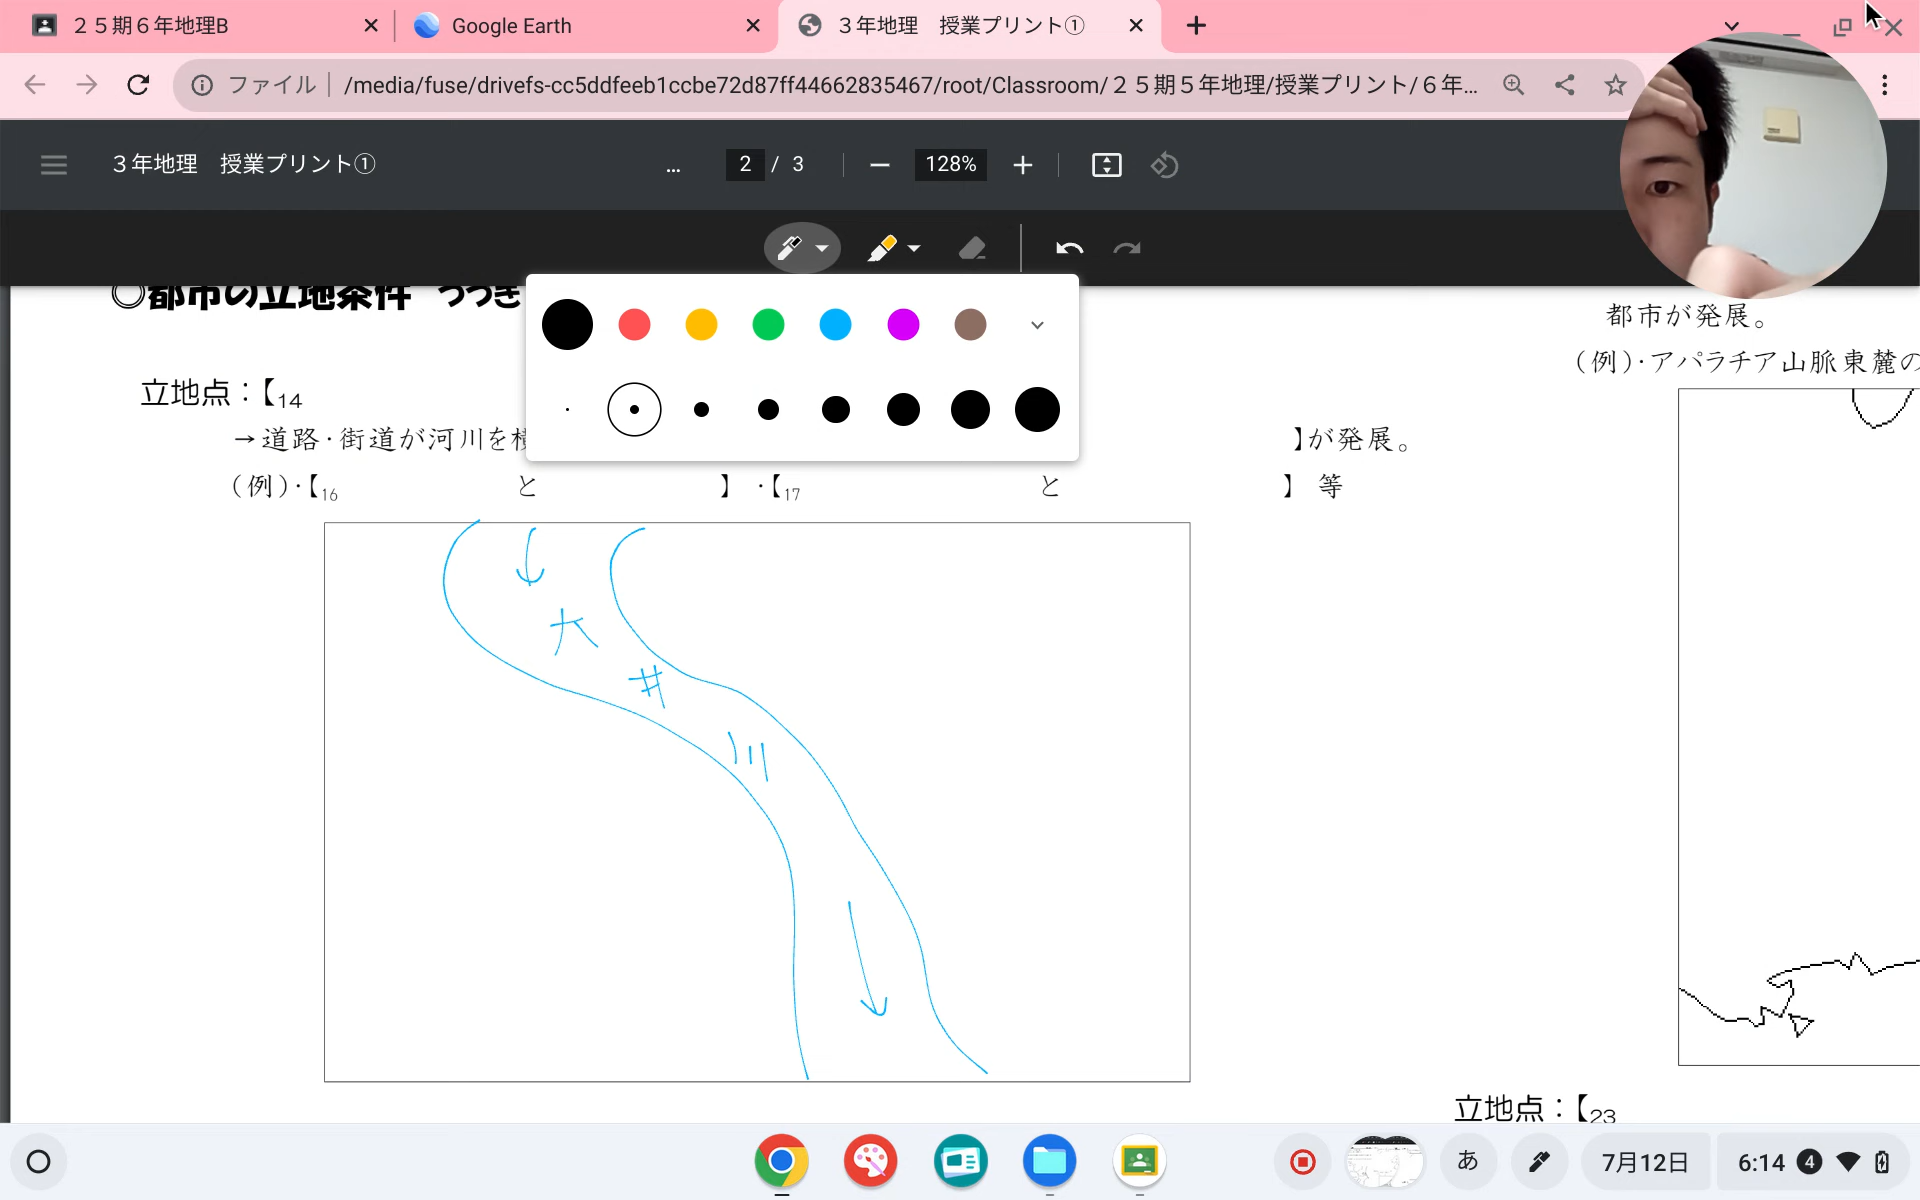 ２５期６年地理B
Google Earth
３年地理　授業プリント①
ファイル
/media/fuse/drivefs-cc5ddfeeb1ccbe72d87ff44662835467/root/Classroom/２５期５年地理/授業プリント/６年...
３年地理　授業プリント①
...
2 / 3
128%
○都市の立地条件　つづき
立地点：【14
→道路・街道が河川を横
】が発展。
（例）・【16　と　】・【17　と　】 等
大
井
川
都市が発展。
（例）・アパラチア山脈東麓の
立地点：【23
あ
7月12日
6:14
4